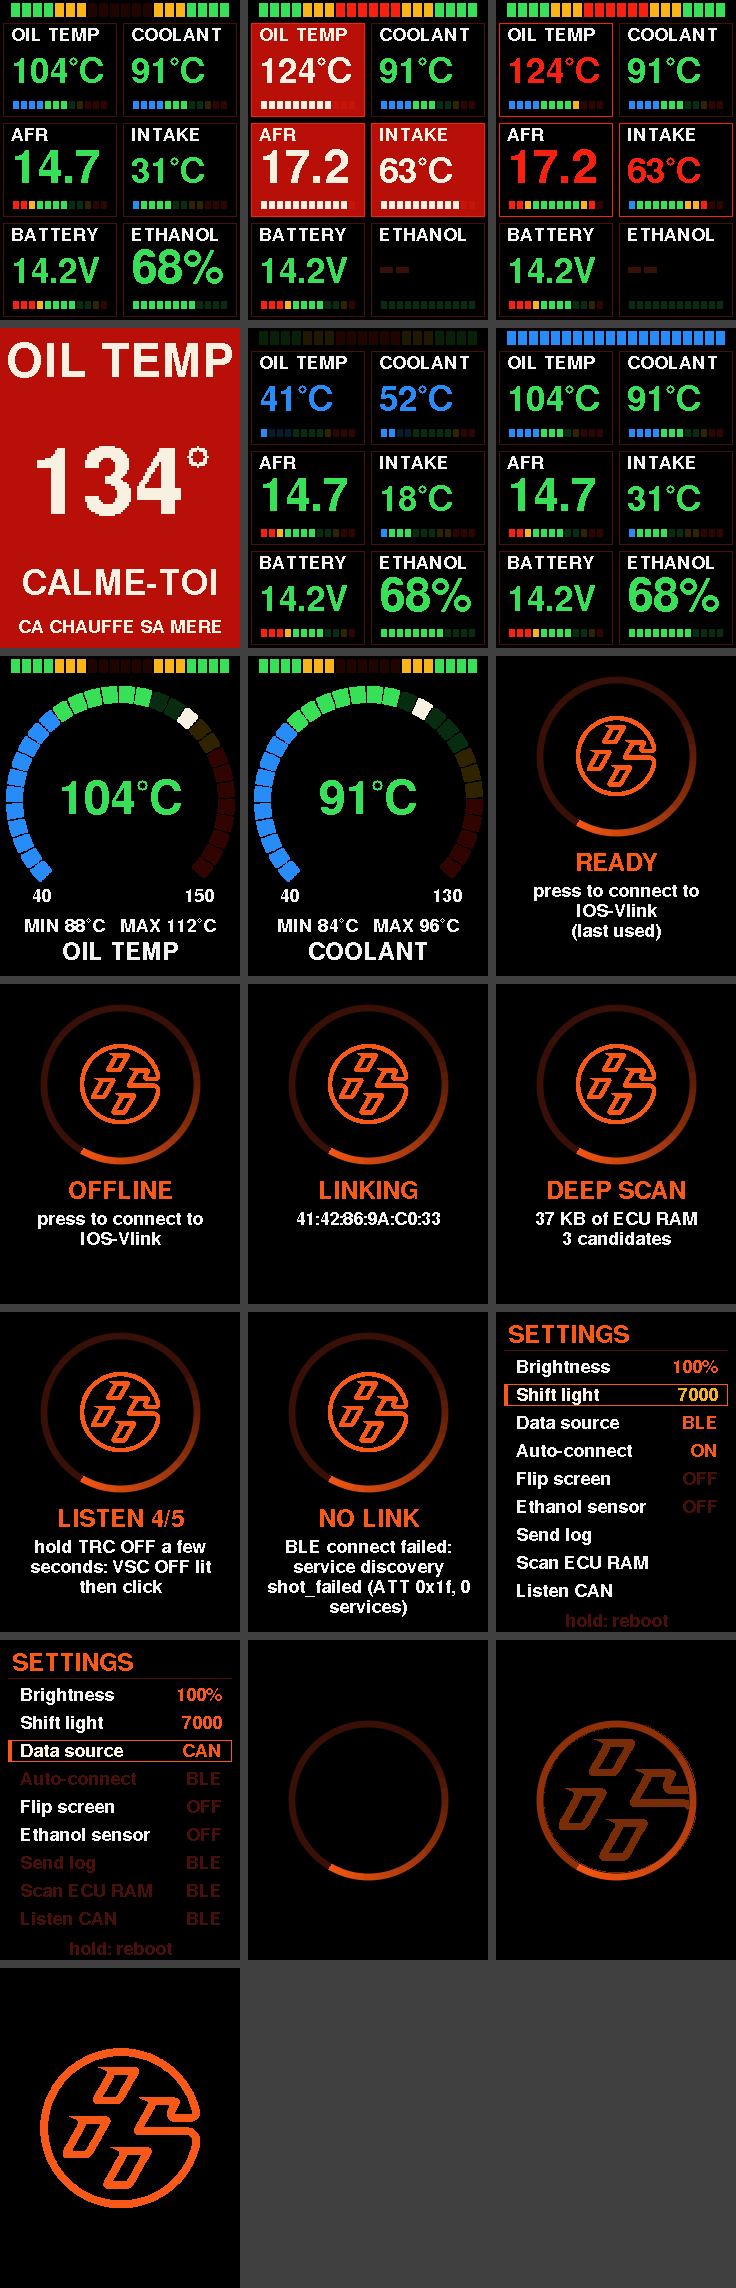 OIL TEMP COOLANT
104°C 91°C
AFR INTAKE
14.7 31°C
BATTERY ETHANOL
14.2V 68%
OIL TEMP COOLANT
124°C 91°C
AFR INTAKE
17.2 63°C
BATTERY ETHANOL
14.2V --
OIL TEMP COOLANT
124°C 91°C
AFR INTAKE
17.2 63°C
BATTERY ETHANOL
14.2V --
OIL TEMP
134°
CALME-TOI
CA CHAUFFE SA MERE
OIL TEMP COOLANT
41°C 52°C
AFR INTAKE
14.7 18°C
BATTERY ETHANOL
14.2V 68%
OIL TEMP COOLANT
104°C 91°C
AFR INTAKE
14.7 31°C
BATTERY ETHANOL
14.2V 68%
104°C
40 150
MIN 88°C MAX 112°C
OIL TEMP
91°C
40 130
MIN 84°C MAX 96°C
COOLANT
READY
press to connect to
IOS-Vlink
(last used)
OFFLINE
press to connect to
IOS-Vlink
LINKING
41:42:86:9A:C0:33
DEEP SCAN
37 KB of ECU RAM
3 candidates
LISTEN 4/5
hold TRC OFF a few
seconds: VSC OFF lit
then click
NO LINK
BLE connect failed:
service discovery
shot_failed (ATT 0x1f, 0
services)
SETTINGS
Brightness 100%
Shift light 7000
Data source BLE
Auto-connect ON
Flip screen OFF
Ethanol sensor OFF
Send log
Scan ECU RAM
Listen CAN
hold: reboot
SETTINGS
Brightness 100%
Shift light 7000
Data source CAN
Auto-connect BLE
Flip screen OFF
Ethanol sensor OFF
Send log BLE
Scan ECU RAM BLE
Listen CAN BLE
hold: reboot